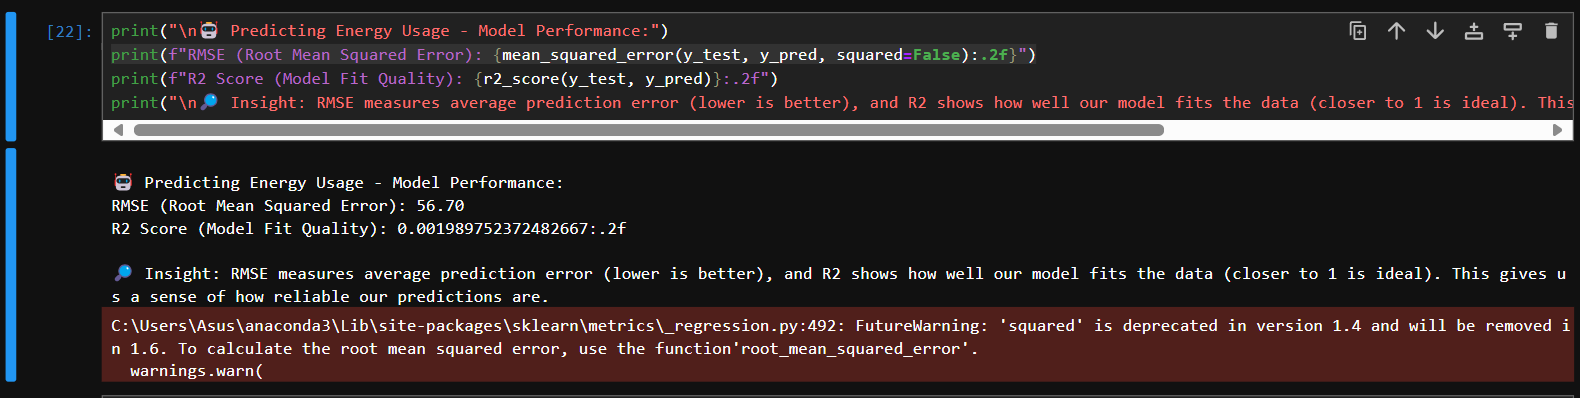 [22]:
print("\n🤖 Predicting Energy Usage - Model Performance:")
print(f"RMSE (Root Mean Squared Error): {mean_squared_error(y_test, y_pred, squared=False):.2f}")
print(f"R2 Score (Model Fit Quality): {r2_score(y_test, y_pred)}:.2f")
print("\n🔎 Insight: RMSE measures average prediction error (lower is better), and R2 shows how well our model fits the data (closer to 1 is ideal). This
🤖 Predicting Energy Usage - Model Performance:
RMSE (Root Mean Squared Error): 56.70
R2 Score (Model Fit Quality): 0.001989752372482667:.2f
🔎 Insight: RMSE measures average prediction error (lower is better), and R2 shows how well our model fits the data (closer to 1 is ideal). This gives u
s a sense of how reliable our predictions are.
C:\Users\Asus\anaconda3\Lib\site-packages\sklearn\metrics\_regression.py:492: FutureWarning: 'squared' is deprecated in version 1.4 and will be removed i
n 1.6. To calculate the root mean squared error, use the function'root_mean_squared_error'.
  warnings.warn(